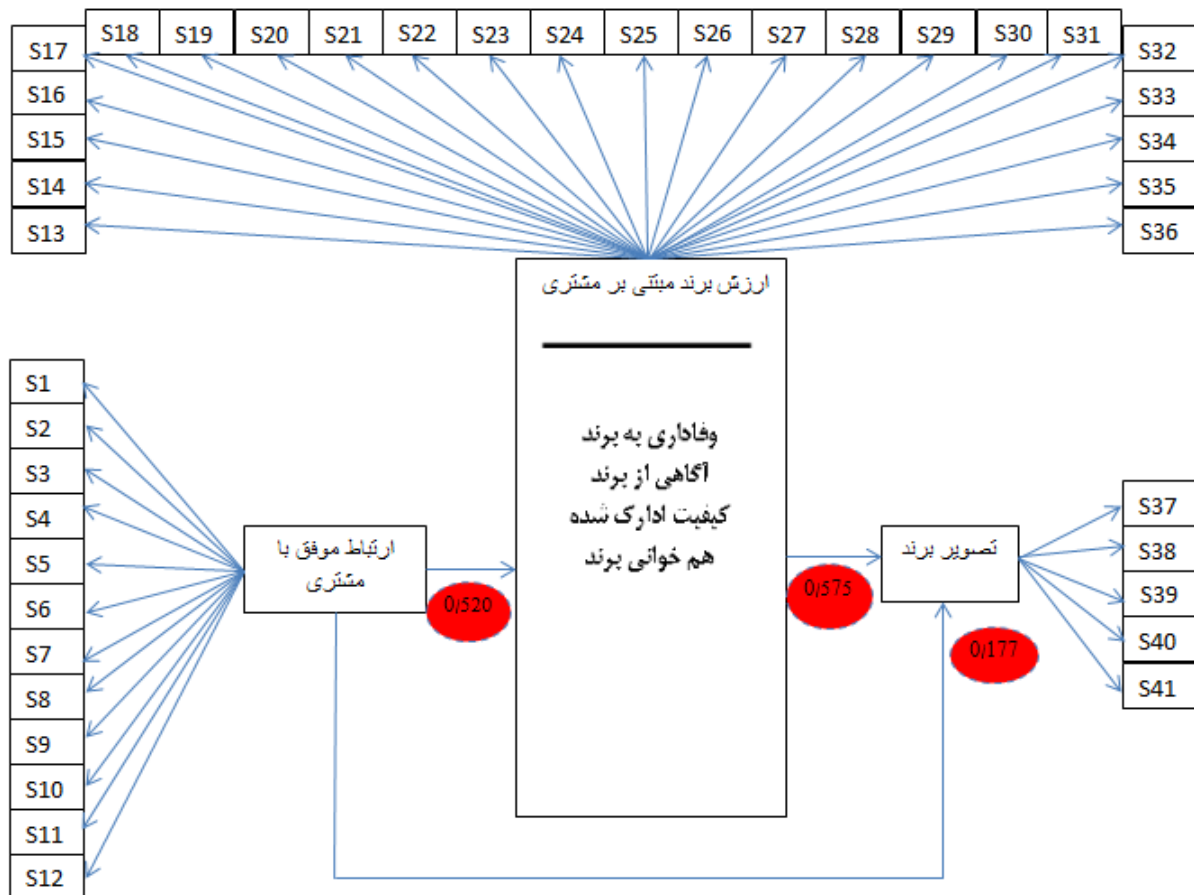 S18 S19 S20 S21 S22 S23 S24 S25 S26 S27 S28 S29 S30 S31
S17
S16
S15
S14
S13
S32
S33
S34
S35
S36
ارزش برند مبتنی بر مشتری
وفاداری به برند
آگاهی از برند
کیفیت ادارک شده
هم خوانی برند
S1
S2
S3
S4
S5
S6
S7
S8
S9
S10
S11
S12
ارتباط موفق با
مشتری
0/520
0/575
تصویر برند
0/177
S37
S38
S39
S40
S41